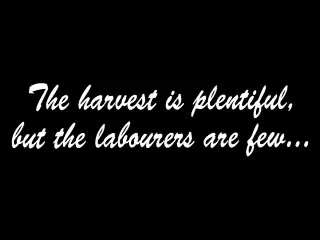 The harvest is plentiful,
but the labourers are few...